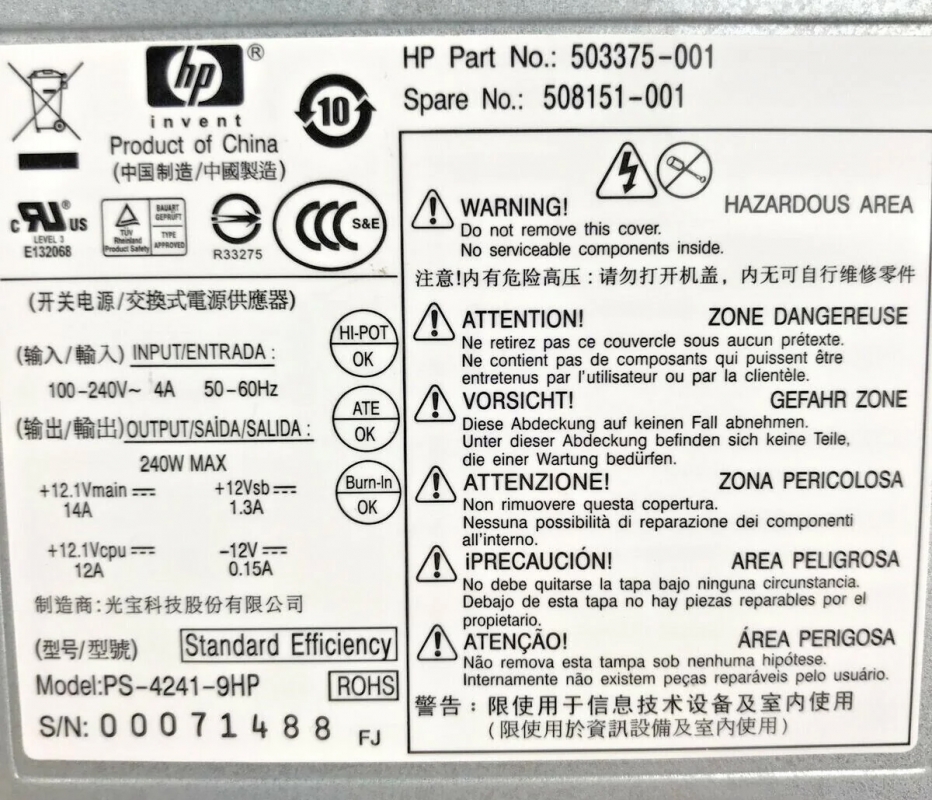 hp ®
invent
10
HP Part No.: 503375-001
Spare No.: 508151-001
Product of China
(中国制造/中國製造)
c RU® US
LEVEL 3
E132068
TÜV
Rheinland
Product Safety
BAUART
GEPRÜFT
TYPE
APPROVED
R33275
CCC S&E
(开关电源/交換式電源供應器)
(输入/輸入) INPUT/ENTRADA :
100-240V~ 4A 50-60Hz
(输出/輸出)OUTPUT/SAÍDA/SALIDA :
240W MAX
+12.1Vmain +12Vsb
14A 1.3A
+12.1Vcpu -12V
12A 0.15A
HI-POT
OK
ATE
OK
Burn-In
OK
制造商:光宝科技股份有限公司
(型号/型號) Standard Efficiency
Model:PS-4241-9HP ROHS
S/N: 00071488 FJ
WARNING! HAZARDOUS AREA
Do not remove this cover.
No serviceable components inside.
注意!内有危险高压:请勿打开机盖，内无可自行维修零件
ATTENTION! ZONE DANGEREUSE
Ne retirez pas ce couvercle sous aucun prétexte.
Ne contient pas de composants qui puissent être
entretenus par l'utilisateur ou par la clientèle.
VORSICHT! GEFAHR ZONE
Diese Abdeckung auf keinen Fall abnehmen.
Unter dieser Abdeckung befinden sich keine Teile,
die einer Wartung bedürfen.
ATTENZIONE! ZONA PERICOLOSA
Non rimuovere questa copertura.
Nessuna possibilità di reparazione dei componenti
all'interno.
¡PRECAUCIÓN! AREA PELIGROSA
No debe quitarse la tapa bajo ninguna circunstancia.
Debajo de esta tapa no hay piezas reparables por el
propietario.
ATENÇÃO! ÁREA PERIGOSA
Não remova esta tampa sob nenhuma hipótese.
Internamente não existem peças reparáveis pelo usuário.
警告：限使用于信息技术设备及室内使用
(限使用於資訊設備及室內使用)